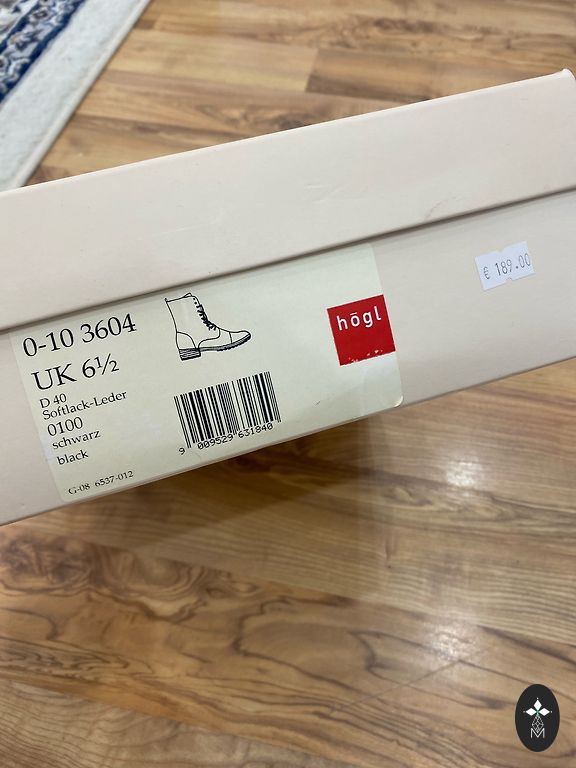 € 189.00
högl
0-10 3604
UK 6½
D 40
Softlack-Leder
0100
schwarz
black
9 009529 631840
G-08 6537-012
M